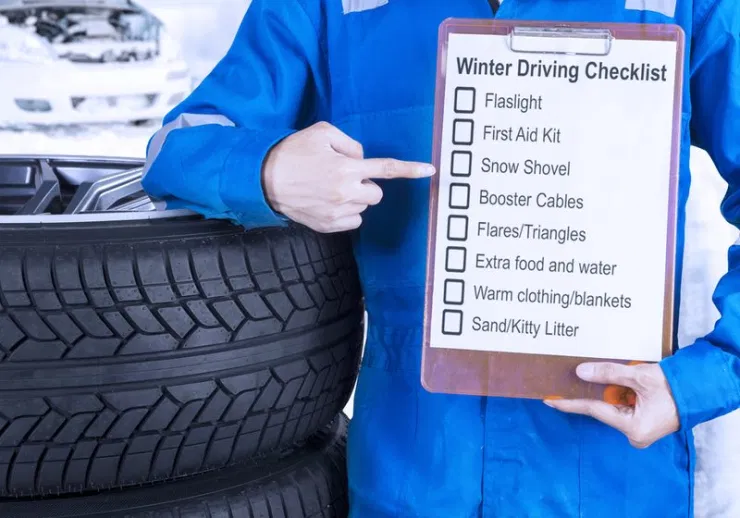 Winter Driving Checklist
Flaslight
First Aid Kit
Snow Shovel
Booster Cables
Flares/Triangles
Extra food and water
Warm clothing/blankets
Sand/Kitty Litter